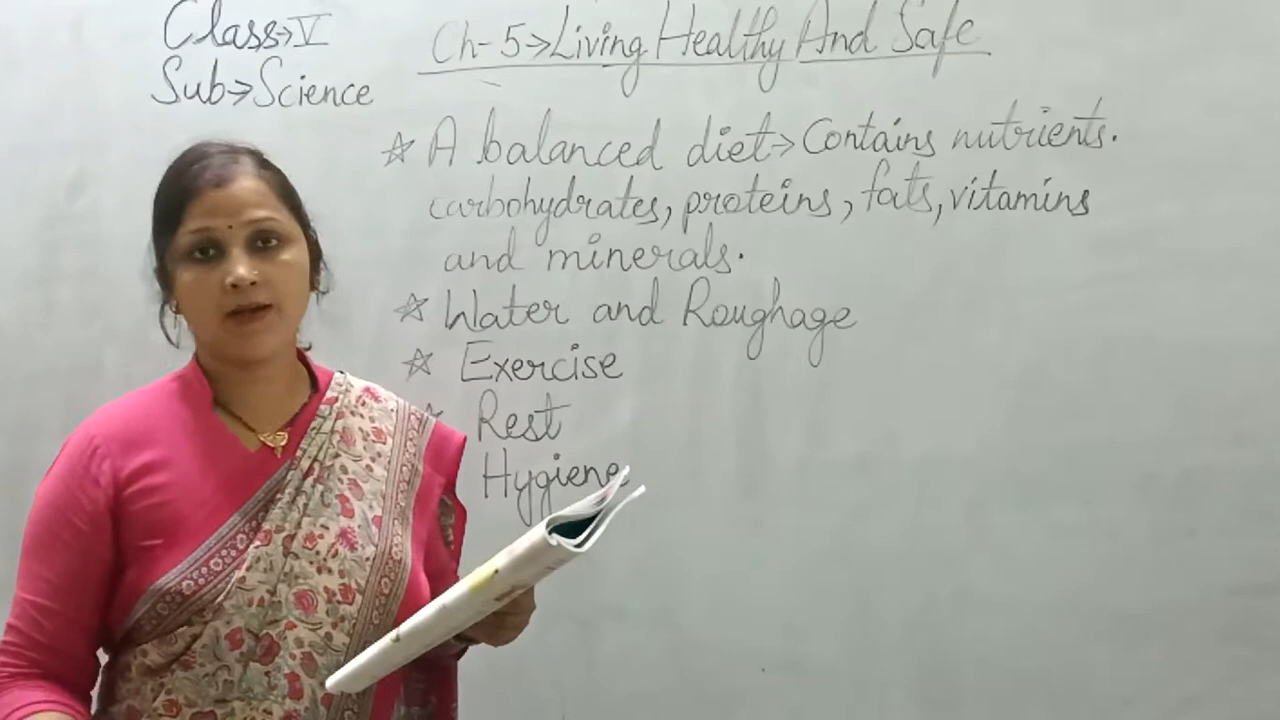 Class→V
Sub→Science
Ch-5→Living Healthy And Safe
☆ A balanced diet→Contains nutrients.
carbohydrates, proteins, fats, vitamins
and minerals.
☆ Water and Roughage
☆ Exercise
☆ Rest
Hygiene